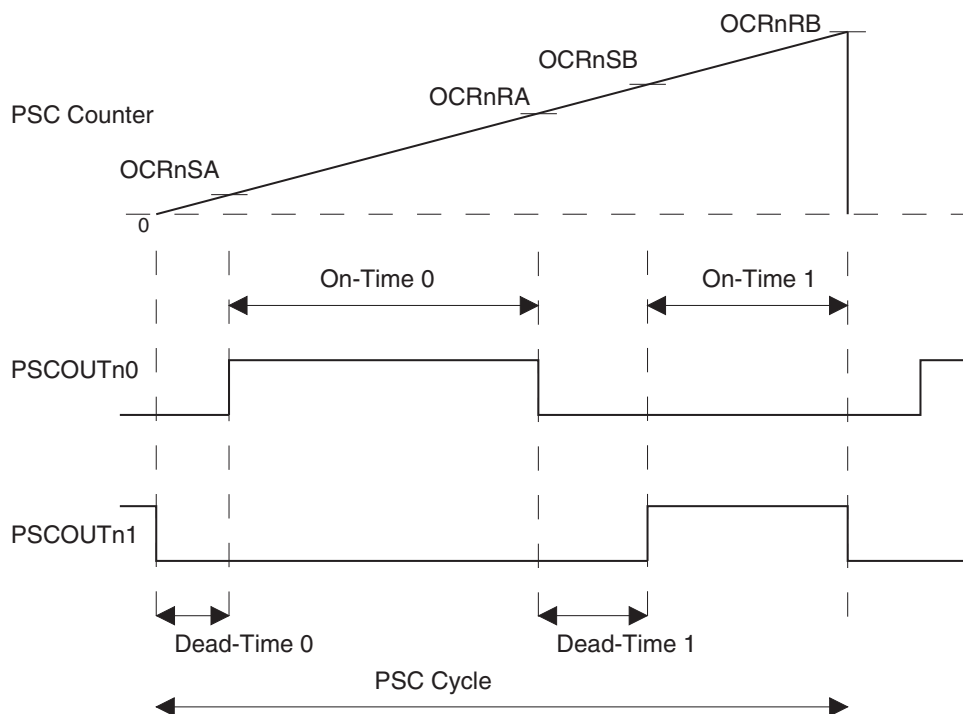 OCRnRB
OCRnSB
OCRnRA
PSC Counter
OCRnSA
0
On-Time 0
On-Time 1
PSCOUTn0
PSCOUTn1
Dead-Time 0
Dead-Time 1
PSC Cycle